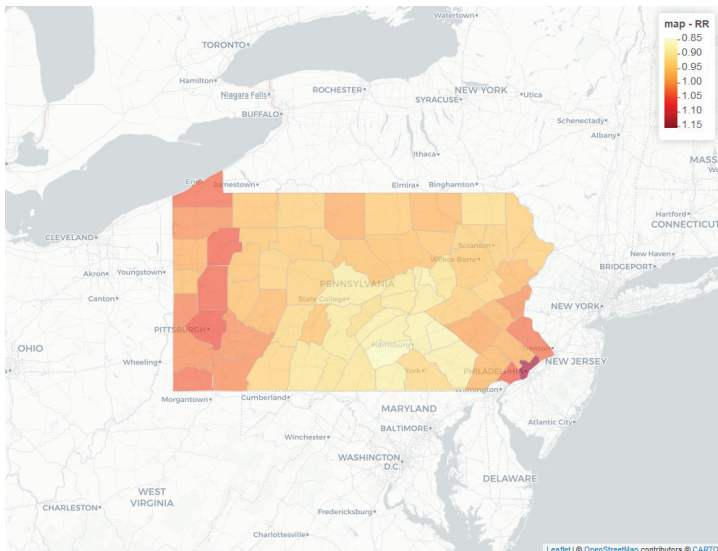 Watertown
map - RR
0.85
0.90
0.95
1.00
1.05
1.10
1.15
TORONTO
Hamilton
Niagara Falls
BUFFALO
ROCHESTER
SYRACUSE
NEW YORK
Utica
Schenectady
Albany
Ithaca
MASS
Erie
Jamestown
Elmira
Binghamton
Hartford
CONNECTICUT
CLEVELAND
Akron
Youngstown
Canton
Scranton
Wilkes-Barre
New Haven
BRIDGEPORT
PENNSYLVANIA
State College
NEW YORK
OHIO
PITTSBURGH
Wheeling
Harrisburg
Trenton
NEW JERSEY
York
PHILADELPHIA
Wilmington
Morgantown
Cumberland
MARYLAND
BALTIMORE
Atlantic City
Winchester
WASHINGTON
D.C.
DELAWARE
WEST
VIRGINIA
CHARLESTON
Fredericksburg
Charlottesville
Leaflet | © OpenStreetMap contributors © CARTO